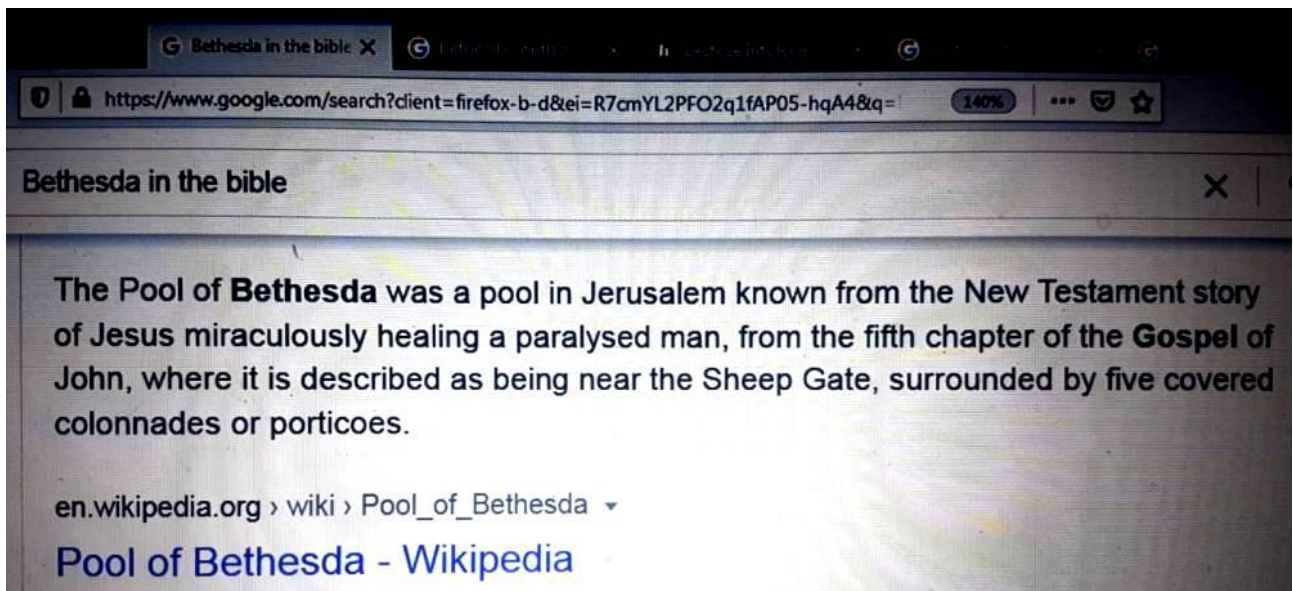 Bethesda in the bible
https://www.google.com/search?client=firefox-b-d&ei=R7cmYL2PFO2q1fAP05-hqA4&q=
140%
Bethesda in the bible
The Pool of Bethesda was a pool in Jerusalem known from the New Testament story
of Jesus miraculously healing a paralysed man, from the fifth chapter of the Gospel of
John, where it is described as being near the Sheep Gate, surrounded by five covered
colonnades or porticoes.
en.wikipedia.org › wiki › Pool_of_Bethesda
Pool of Bethesda - Wikipedia